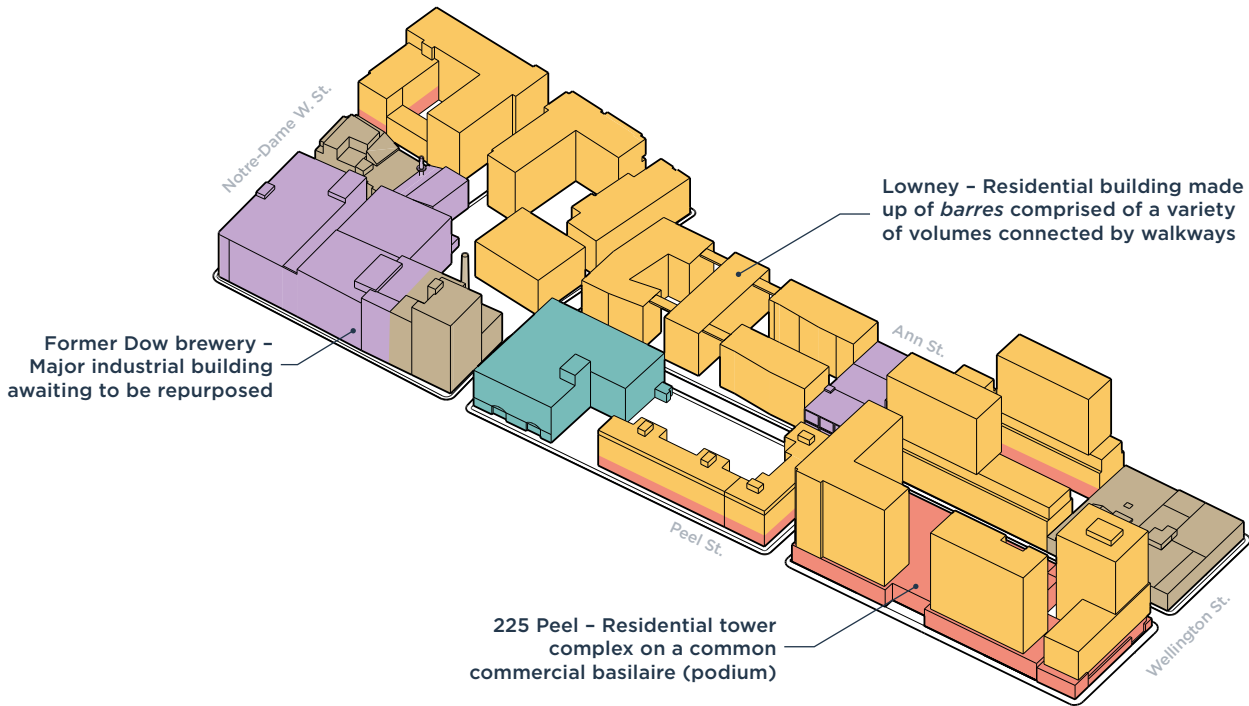 Notre-Dame W. St.
Lowney – Residential building made
up of barres comprised of a variety
of volumes connected by walkways
Former Dow brewery –
Major industrial building
awaiting to be repurposed
Ann St.
Peel St.
225 Peel – Residential tower
complex on a common
commercial basilaire (podium)
Wellington St.